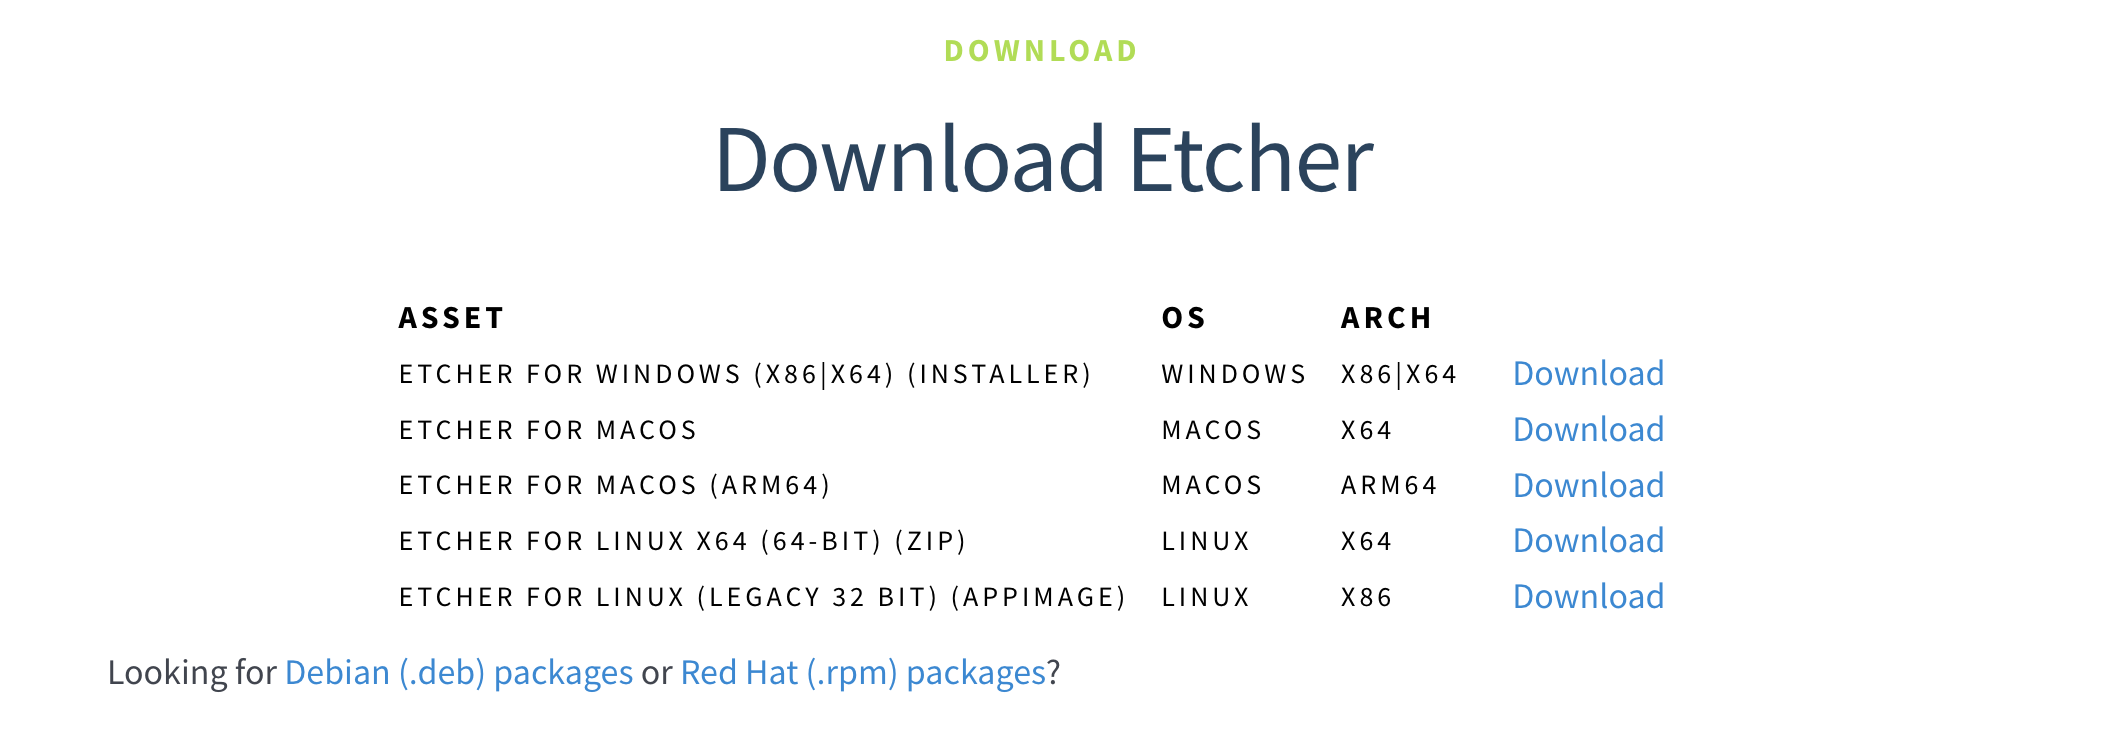 DOWNLOAD
Download Etcher
ASSET OS ARCH
ETCHER FOR WINDOWS (X86|X64) (INSTALLER) WINDOWS X86|X64 Download
ETCHER FOR MACOS MACOS X64 Download
ETCHER FOR MACOS (ARM64) MACOS ARM64 Download
ETCHER FOR LINUX X64 (64-BIT) (ZIP) LINUX X64 Download
ETCHER FOR LINUX (LEGACY 32 BIT) (APPIMAGE) LINUX X86 Download
Looking for Debian (.deb) packages or Red Hat (.rpm) packages?